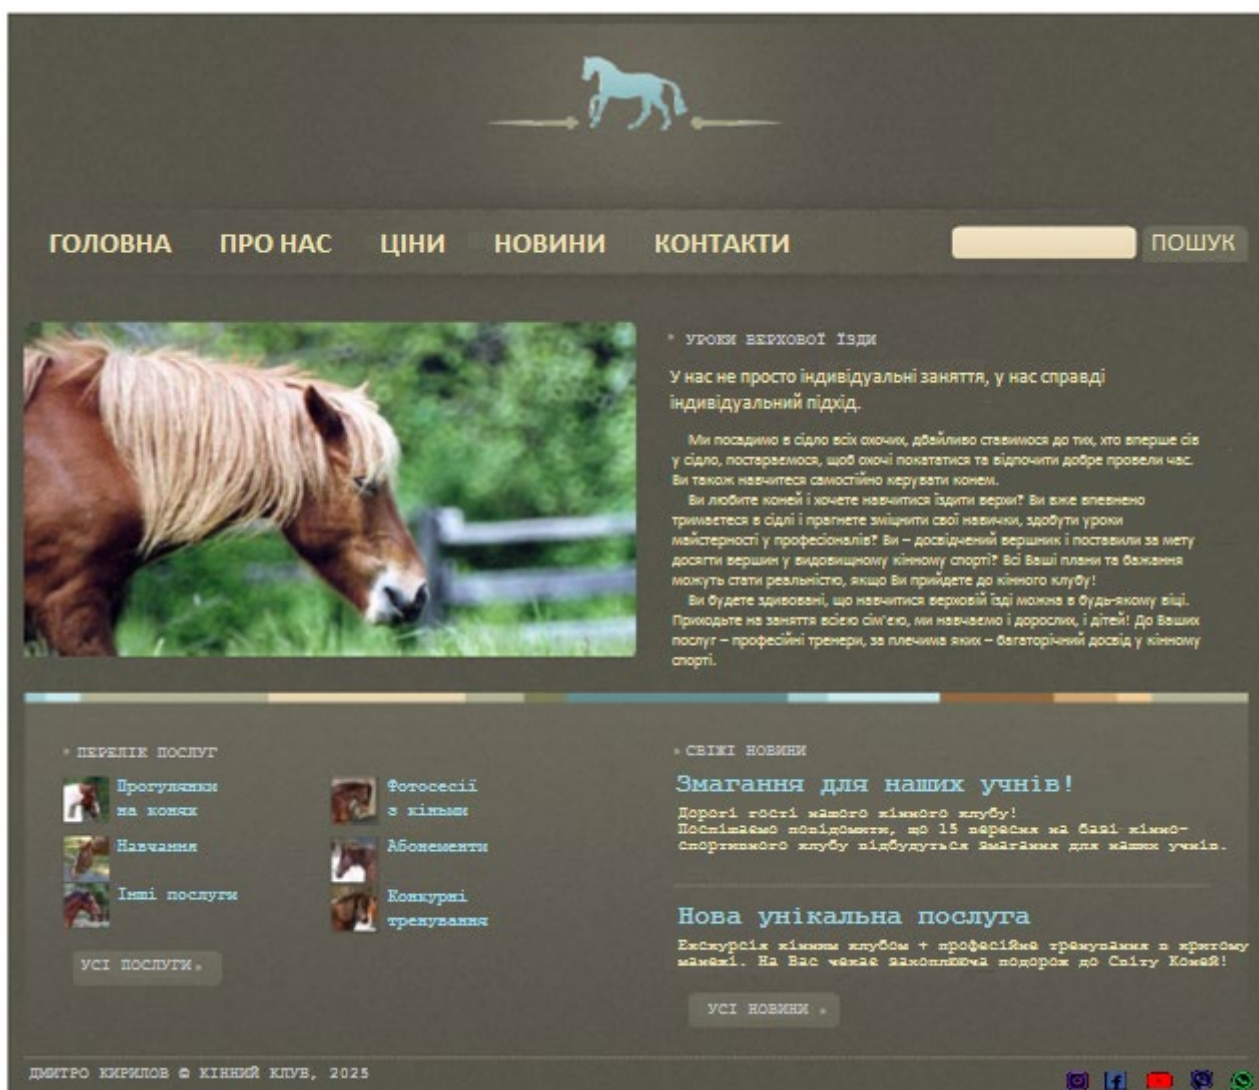 ГОЛОВНА ПРО НАС ЦІНИ НОВИНИ КОНТАКТИ ПОШУК
УРОКИ ВЕРХОВОЇ ЇЗДИ
У нас не просто індивідуальні заняття, у нас справді
індивідуальний підхід.
Ми посадимо в сідло всіх охочих, дбайливо ставимося до тих, хто вперше сів
у сідло, постараємося, щоб охочі покататися та відпочити добре провели час.
Ви також навчитеся самостійно керувати конем.
Ви любите коней і хочете навчитися їздити верхи? Ви вже впевнено
тримаетеся в сідлі і прагнете зміцнити свої навички, здобути уроки
майстерності у професіоналів? Ви – досвідчений вершник і поставили за мету
досягти вершин у видовищному кінному спорті? Всі Ваші плани та бажання
можуть стати реальністю, якщо Ви прийдете до кінного клубу!
Ви будете здивовані, що навчитися верховій їзді можна в будь-якому віці.
Приходьте на заняття всією сім'єю, ми навчаємо і дорослих, і дітей! До Ваших
послуг – професійні тренери, за плечима яких – багаторічний досвід у кінному
спорті.
ПЕРЕЛІК ПОСЛУГ
Прогулянки
на конях
Фотосесії
з кіньми
Навчання
Абонементи
Інші послуги
Конкурні
тренування
УСІ ПОСЛУГИ
СВІЖІ НОВИНИ
Змагання для наших учнів!
Дорогі гості нашого кінного клубу!
Поспішаємо повідомити, що 15 вересня на базі кінно-
спортивного клубу відбудуться змагання для наших учнів.
Нова унікальна послуга
Екскурсія кінним клубом + професійне тренування в критому
манежі. На Вас чекає захоплююча подорож до Світу Коней!
УСІ НОВИНИ
ДМИТРО КИРИЛОВ © КІННИЙ КЛУБ, 2025